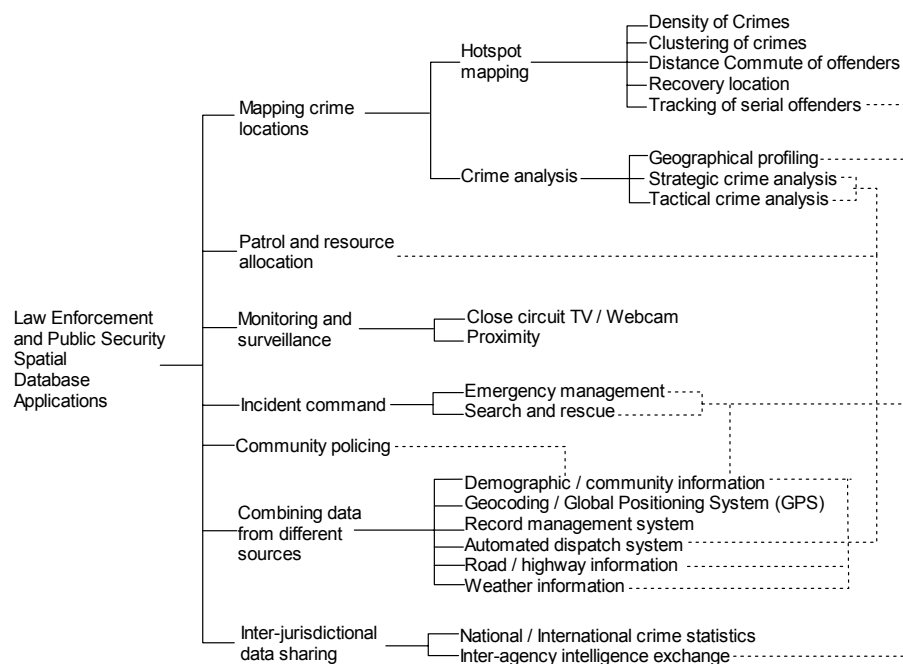 Law Enforcement
and Public Security
Spatial
Database
Applications
Mapping crime
locations
Hotspot
mapping
Density of Crimes
Clustering of crimes
Distance Commute of offenders
Recovery location
Tracking of serial offenders
Crime analysis
Geographical profiling
Strategic crime analysis
Tactical crime analysis
Patrol and resource
allocation
Monitoring and
surveillance
Close circuit TV / Webcam
Proximity
Incident command
Emergency management
Search and rescue
Community policing
Combining data
from different
sources
Demographic / community information
Geocoding / Global Positioning System (GPS)
Record management system
Automated dispatch system
Road / highway information
Weather information
Inter-jurisdictional
data sharing
National / International crime statistics
Inter-agency intelligence exchange